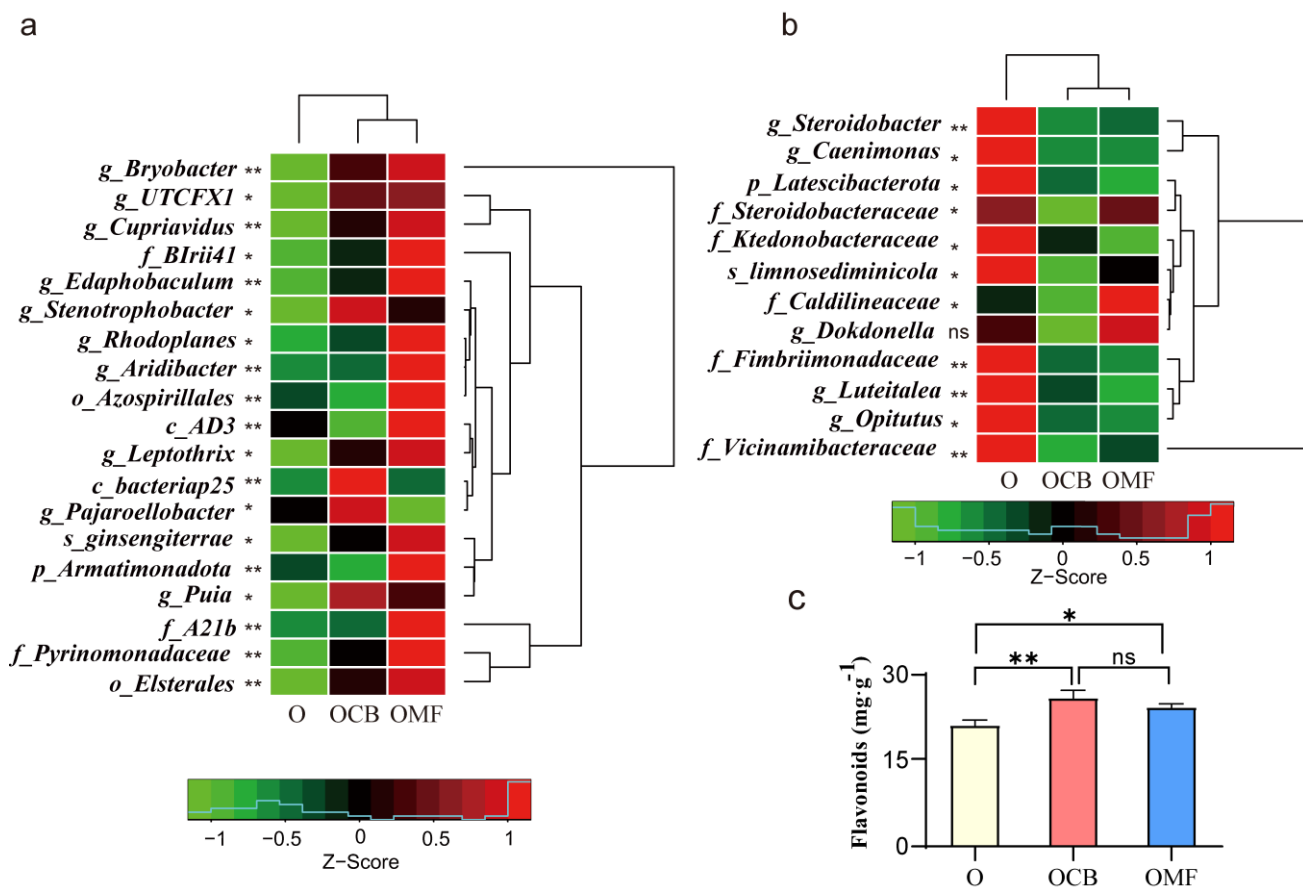 a
g_Bryobacter **
g_UTCFX1 *
g_Cupriavidus **
f_BIrii41 *
g_Edaphobaculum **
g_Stenotrophobacter *
g_Rhodoplanes *
g_Aridibacter **
o_Azospirillales **
c_AD3 **
g_Leptothrix *
c_bacteriap25 **
g_Pajaroellobacter *
s_ginsengiterrae *
p_Armatimonadota **
g_Puia *
f_A21b **
f_Pyrinomonadaceae **
o_Elsterales **
O OCB OMF
−1 −0.5 0 0.5 1
Z−Score
b
g_Steroidobacter **
g_Caenimonas *
p_Latescibacterota *
f_Steroidobacteraceae *
f_Ktedonobacteraceae *
s_limnosediminicola *
f_Caldilineaceae *
g_Dokdonella ns
f_Fimbriimonadaceae **
g_Luteitalea **
g_Opitutus *
f_Vicinamibacteraceae **
O OCB OMF
−1 −0.5 0 0.5 1
Z−Score
c
*
** ns
Flavonoids (mg·g⁻¹)
30
15
0
O OCB OMF